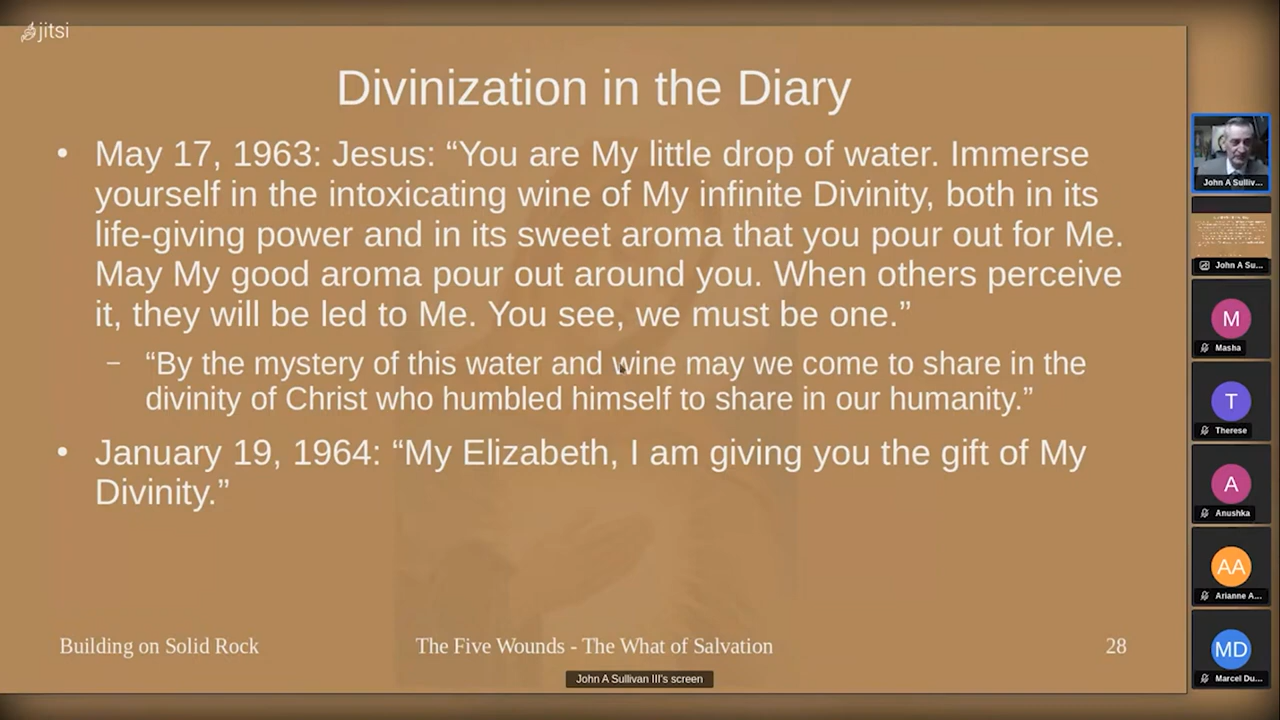 jitsi
Divinization in the Diary
• May 17, 1963: Jesus: “You are My little drop of water. Immerse
yourself in the intoxicating wine of My infinite Divinity, both in its
life-giving power and in its sweet aroma that you pour out for Me.
May My good aroma pour out around you. When others perceive
it, they will be led to Me. You see, we must be one.”
– “By the mystery of this water and wine may we come to share in the
divinity of Christ who humbled himself to share in our humanity.”
• January 19, 1964: “My Elizabeth, I am giving you the gift of My
Divinity.”
Building on Solid Rock
The Five Wounds - The What of Salvation
28
John A Sullivan III's screen
John A Sulliv...
John A Su...
M
Masha
T
Therese
A
Anushka
AA
Arianne A...
MD
Marcel Du...